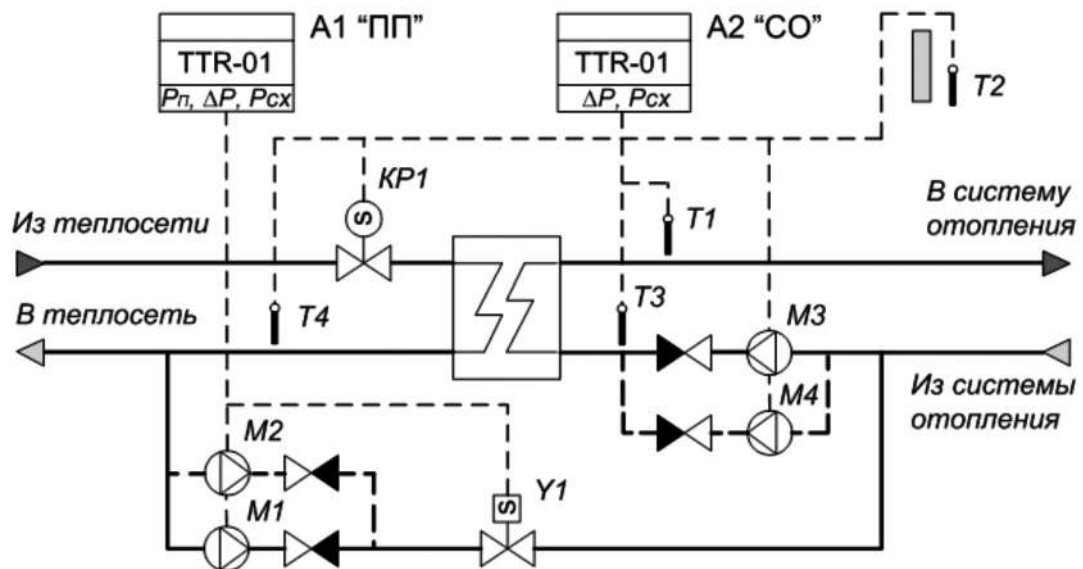 A1 “ПП”
TTR-01
Pп, ΔP, Pсх
A2 “СО”
TTR-01
ΔP, Pсх
T2
КР1
S
Из теплосети
T1
В систему
отопления
В теплосеть
T4
T3
M3
M4
Из системы
отопления
M2
M1
Y1
S